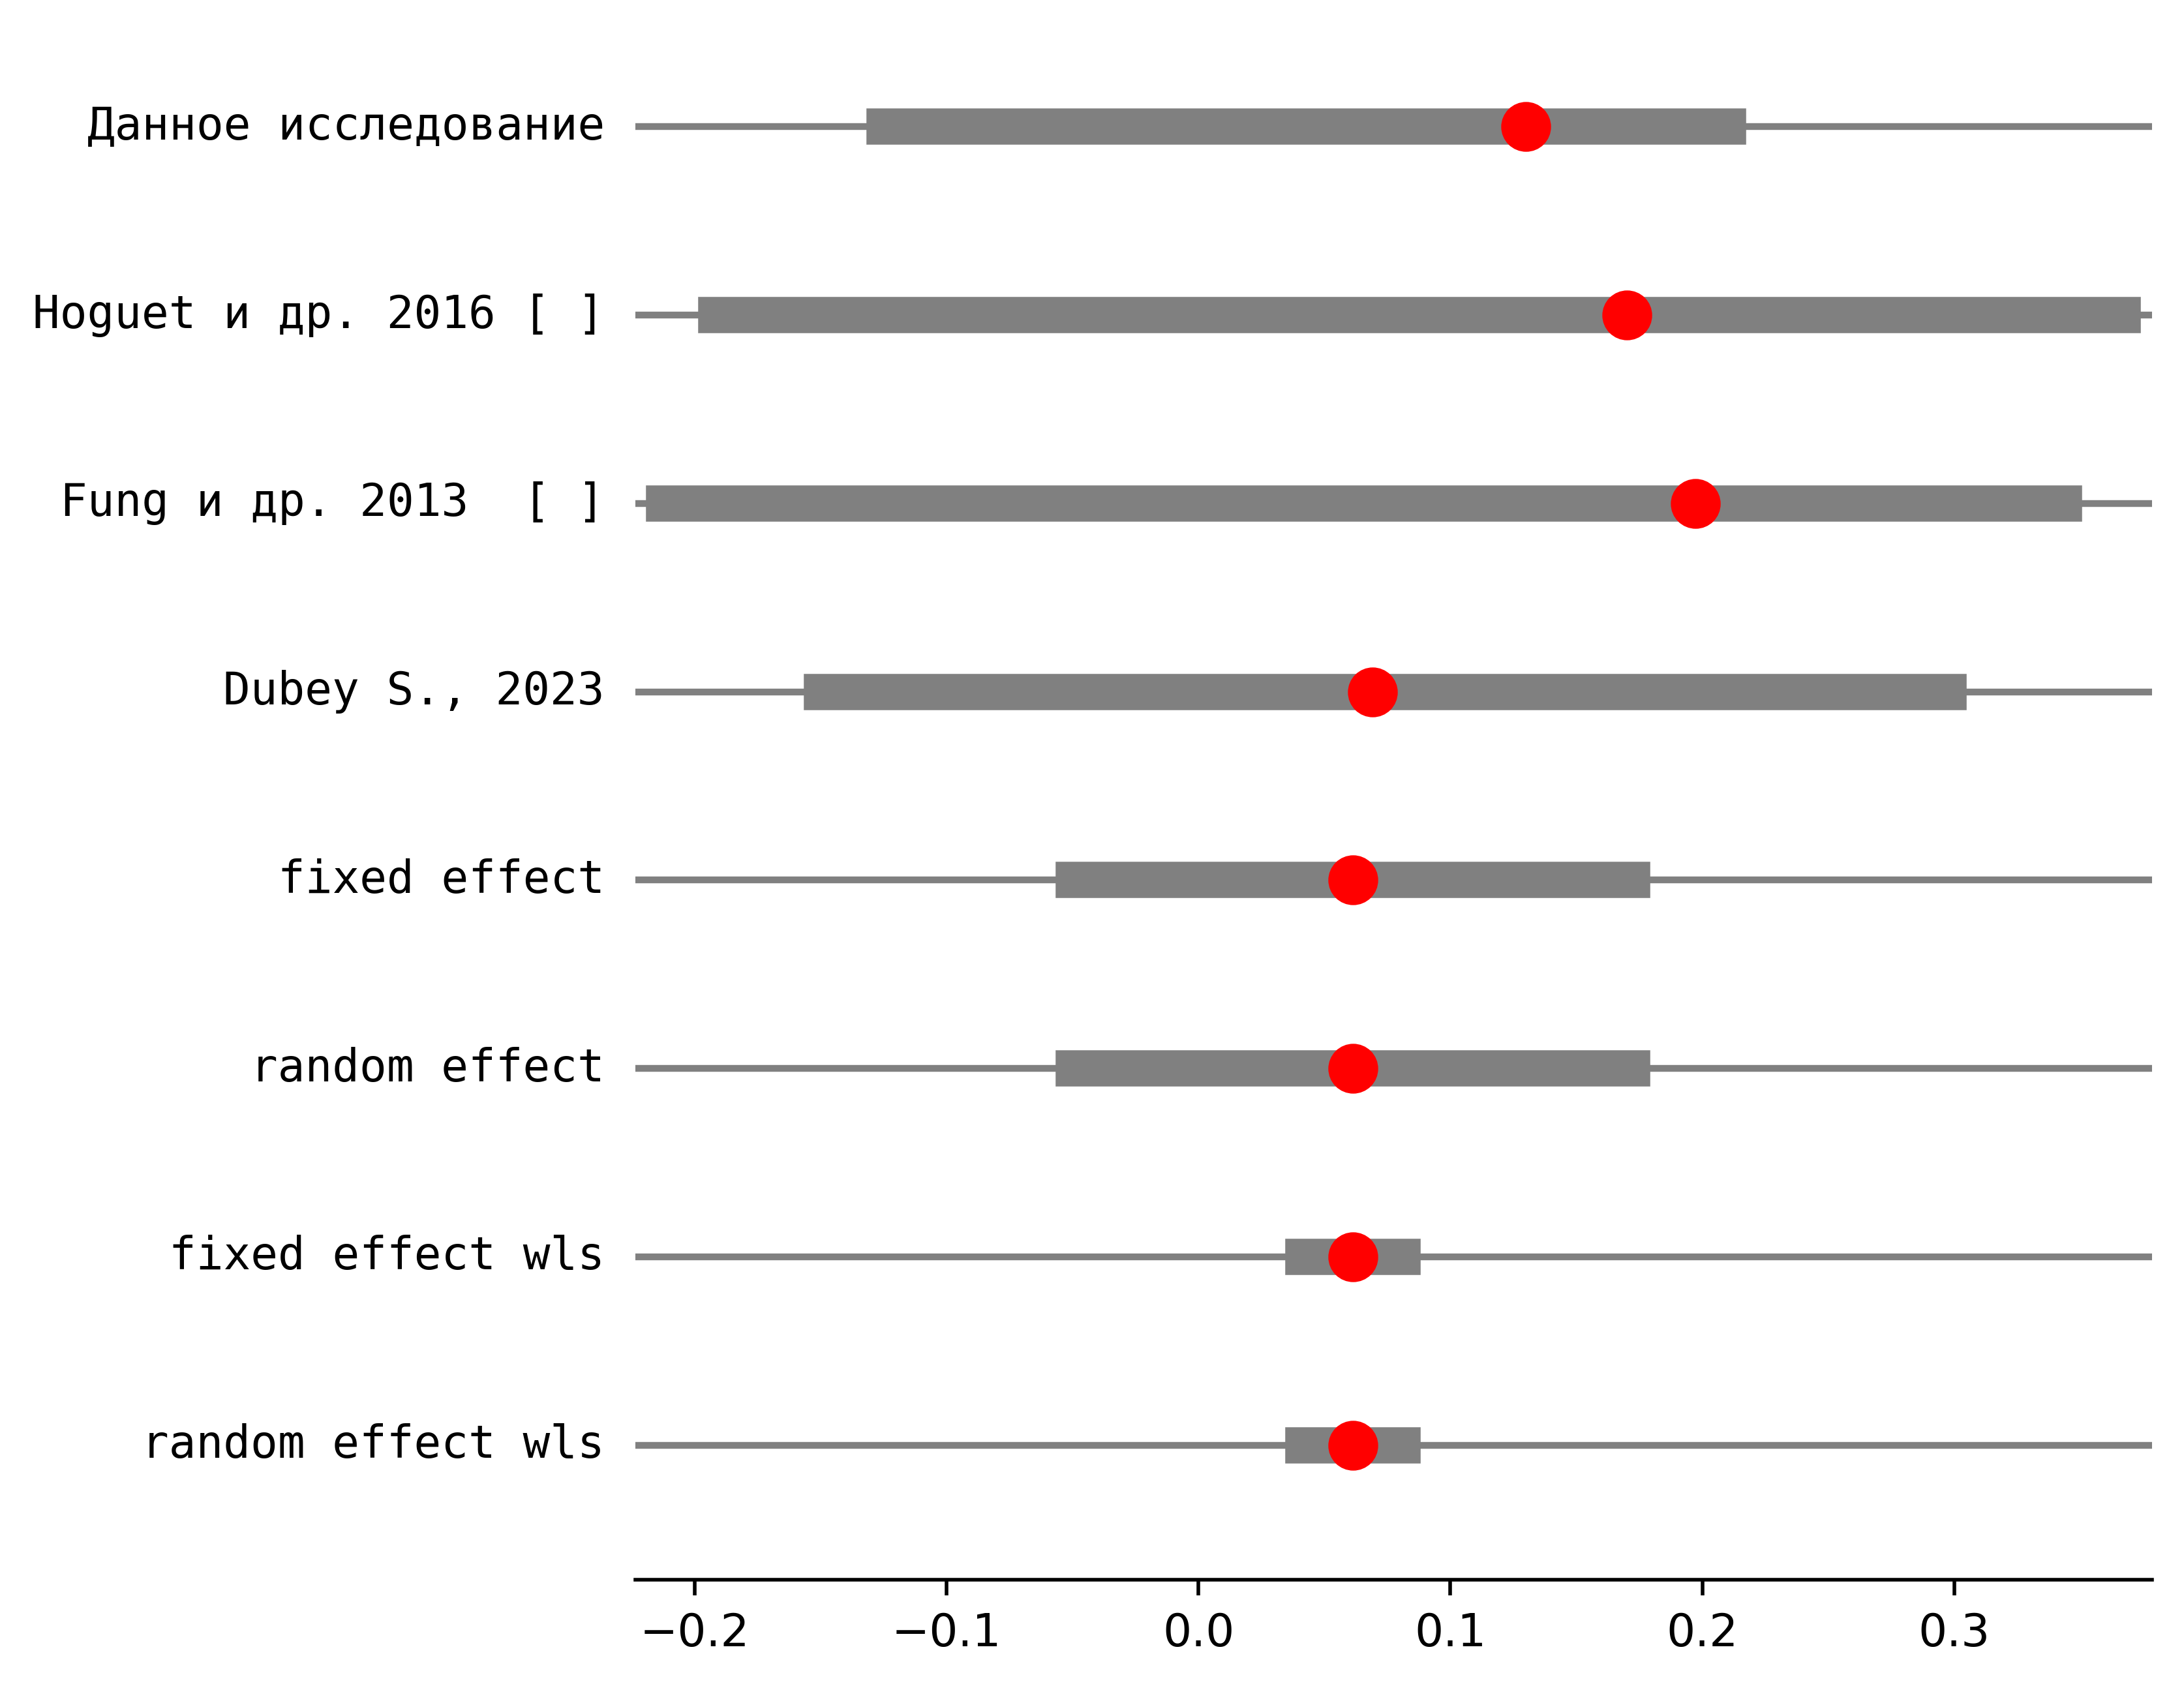 Данное исследование
Hoguet и др. 2016 [ ]
Fung и др. 2013  [ ]
Dubey S., 2023
fixed effect
random effect
fixed effect wls
random effect wls
−0.2 −0.1 0.0 0.1 0.2 0.3